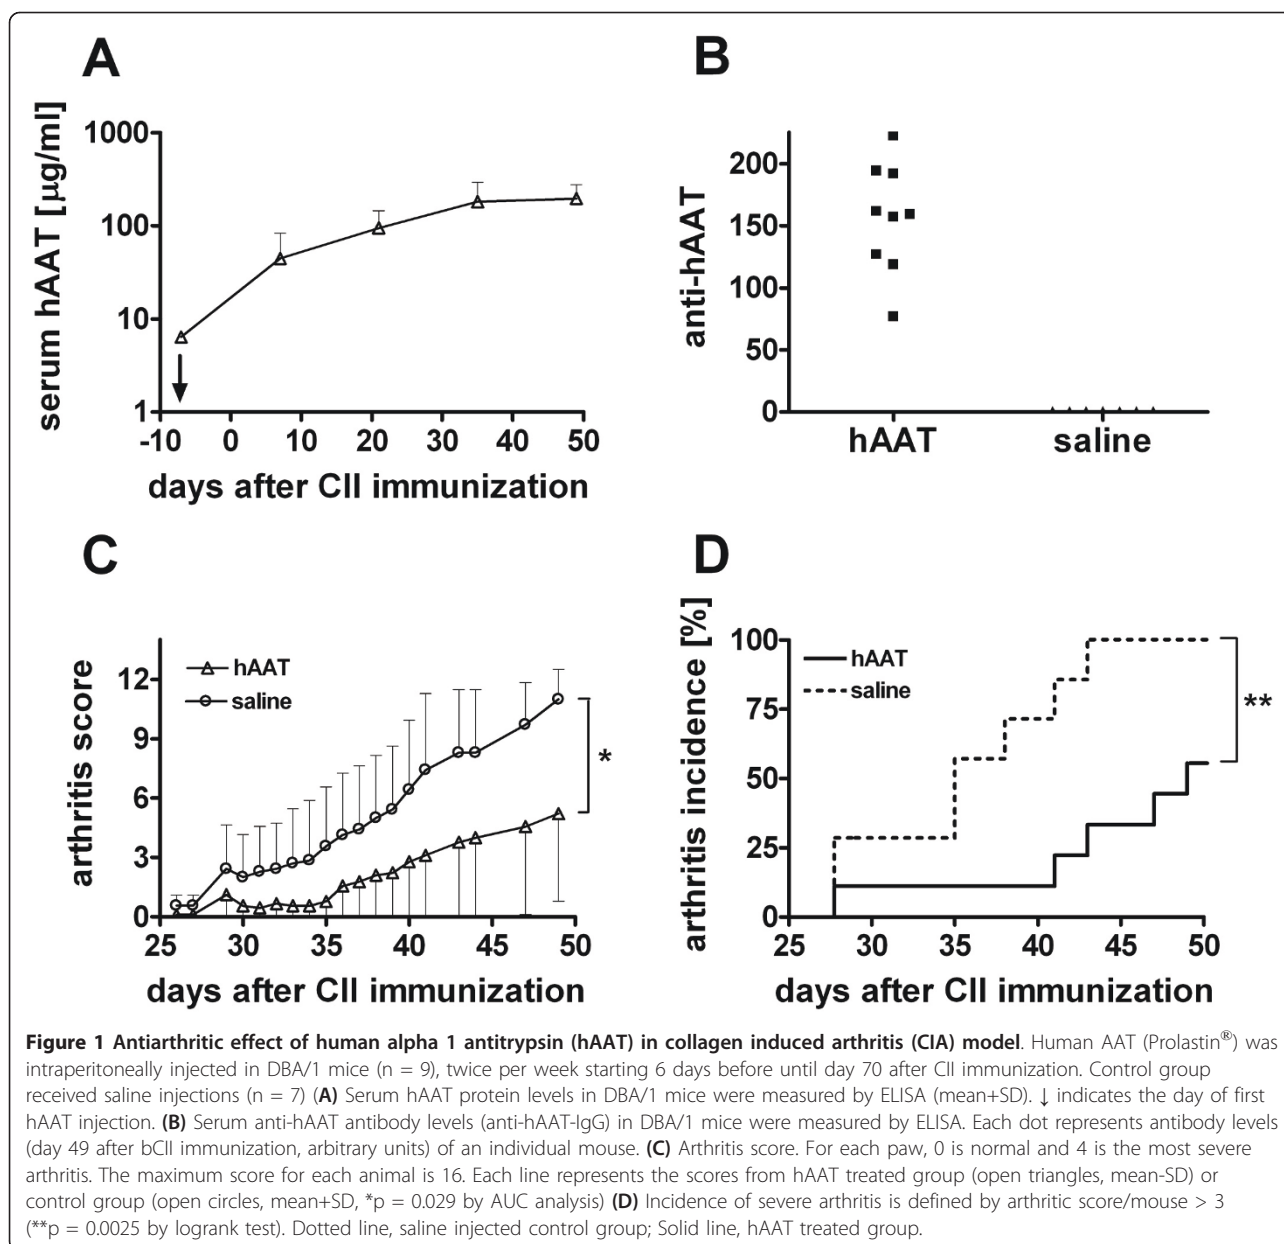 A
serum hAAT [μg/ml]
1000
100
10
1
-10 0 10 20 30 40 50
days after CII immunization
B
anti-hAAT
200
150
100
50
0
hAAT saline
C
arthritis score
12
9
6
3
0
hAAT
saline
*
25 30 35 40 45 50
days after CII immunization
D
arthritis incidence [%]
100
75
50
25
0
hAAT
saline
**
25 30 35 40 45 50
days after CII immunization
Figure 1 Antiarthritic effect of human alpha 1 antitrypsin (hAAT) in collagen induced arthritis (CIA) model. Human AAT (Prolastin®) was
intraperitoneally injected in DBA/1 mice (n = 9), twice per week starting 6 days before until day 70 after CII immunization. Control group
received saline injections (n = 7) (A) Serum hAAT protein levels in DBA/1 mice were measured by ELISA (mean+SD). ↓ indicates the day of first
hAAT injection. (B) Serum anti-hAAT antibody levels (anti-hAAT-IgG) in DBA/1 mice were measured by ELISA. Each dot represents antibody levels
(day 49 after bCII immunization, arbitrary units) of an individual mouse. (C) Arthritis score. For each paw, 0 is normal and 4 is the most severe
arthritis. The maximum score for each animal is 16. Each line represents the scores from hAAT treated group (open triangles, mean-SD) or
control group (open circles, mean+SD, *p = 0.029 by AUC analysis) (D) Incidence of severe arthritis is defined by arthritic score/mouse > 3
(**p = 0.0025 by logrank test). Dotted line, saline injected control group; Solid line, hAAT treated group.